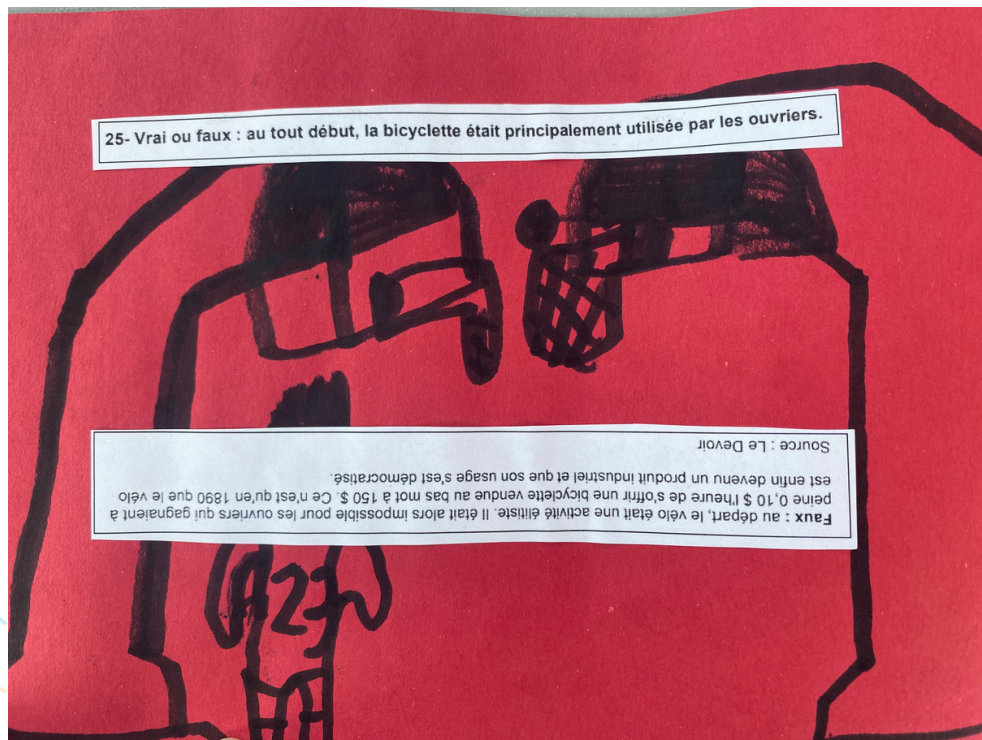 25- Vrai ou faux : au tout début, la bicyclette était principalement utilisée par les ouvriers.
Faux : au départ, le vélo était une activité élitiste. Il était alors impossible pour les ouvriers qui gagnaient à
peine 0,10 $ l'heure de s'offrir une bicyclette vendue au bas mot à 150 $. Ce n'est qu'en 1890 que le vélo
est enfin devenu un produit industriel et que son usage s'est démocratisé.
Source : Le Devoir